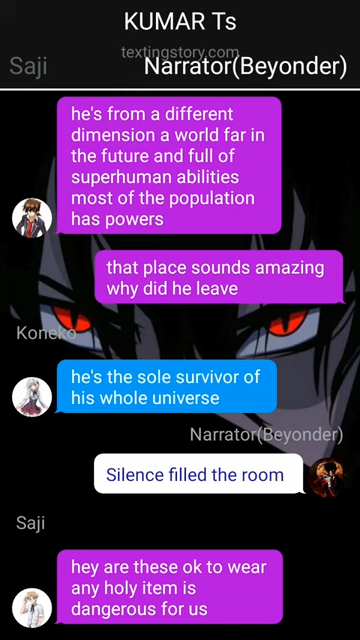 KUMAR Ts
textingstory.com
Saji
Narrator(Beyonder)
he's from a different
dimension a world far in
the future and full of
superhuman abilities
most of the population
has powers
that place sounds amazing
why did he leave
Koneko
he's the sole survivor of
his whole universe
Narrator(Beyonder)
Silence filled the room
Saji
hey are these ok to wear
any holy item is
dangerous for us